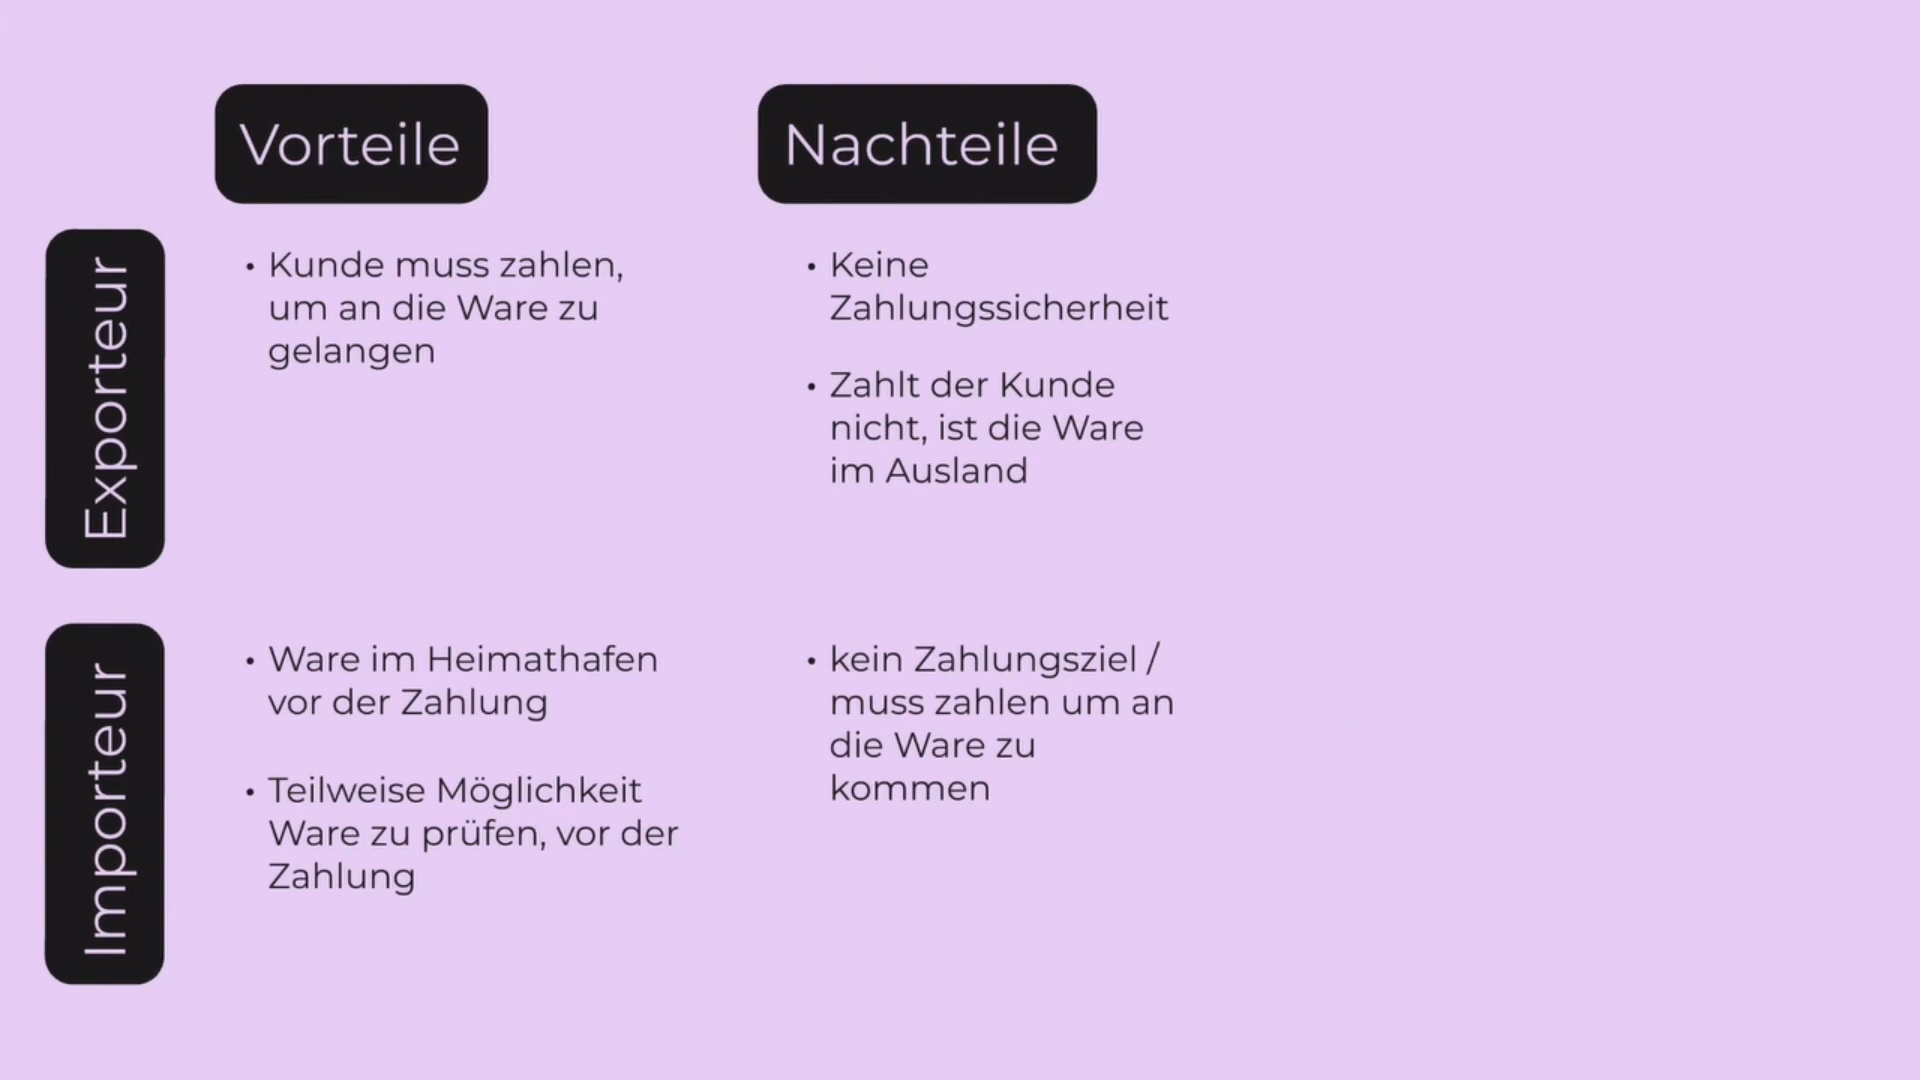 Vorteile
Nachteile
Exporteur
• Kunde muss zahlen,
um an die Ware zu
gelangen
• Keine
Zahlungssicherheit
• Zahlt der Kunde
nicht, ist die Ware
im Ausland
Importeur
• Ware im Heimathafen
vor der Zahlung
• Teilweise Möglichkeit
Ware zu prüfen, vor der
Zahlung
• kein Zahlungsziel /
muss zahlen um an
die Ware zu
kommen